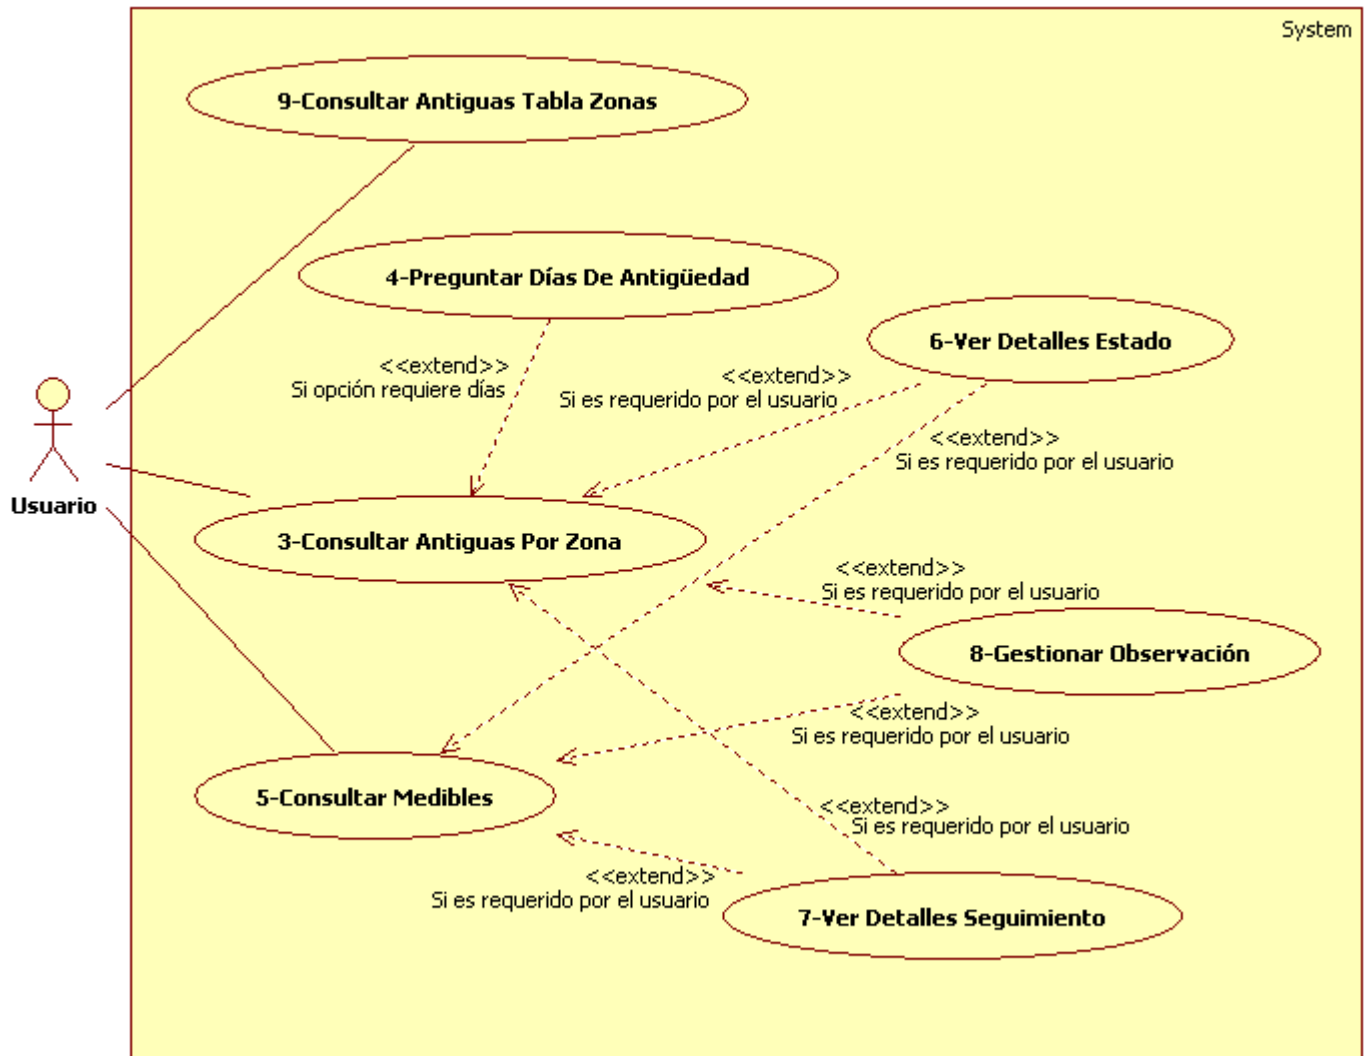 System
9-Consultar Antiguas Tabla Zonas
4-Preguntar Días De Antigüedad
6-Ver Detalles Estado
<<extend>>
Si opción requiere días
<<extend>>
Si es requerido por el usuario
<<extend>>
Si es requerido por el usuario
Usuario
3-Consultar Antiguas Por Zona
<<extend>>
Si es requerido por el usuario
8-Gestionar Observación
<<extend>>
Si es requerido por el usuario
5-Consultar Medibles
<<extend>>
Si es requerido por el usuario
<<extend>>
Si es requerido por el usuario
7-Ver Detalles Seguimiento